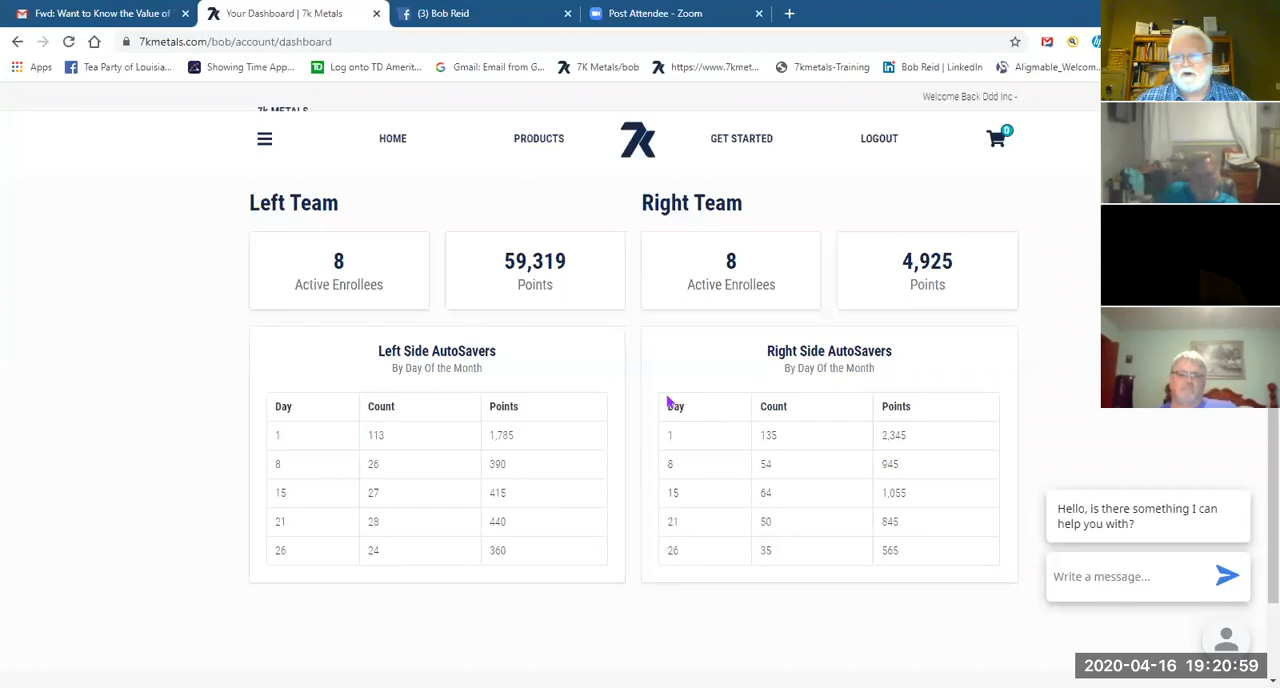 Fwd: Want to Know the Value of
Your Dashboard | 7k Metals
(3) Bob Reid
Post Attendee - Zoom
7kmetals.com/bob/account/dashboard
Apps
Tea Party of Louisia...
Showing Time App...
Log onto TD Amerit...
Gmail: Email from G...
7K Metals/bob
https://www.7kmet...
7kmetals-Training
Bob Reid | LinkedIn
Aligmable_Welcom...
Welcome Back Ddd Inc -
7k METALS
HOME
PRODUCTS
7k
GET STARTED
LOGOUT
0
Left Team
Right Team
8
Active Enrollees
59,319
Points
8
Active Enrollees
4,925
Points
Left Side AutoSavers
By Day Of the Month
Day Count Points
1 113 1,785
8 26 390
15 27 415
21 28 440
26 24 360
Right Side AutoSavers
By Day Of the Month
Day Count Points
1 135 2,345
8 54 945
15 64 1,055
21 50 845
26 35 565
Hello, is there something I can
help you with?
Write a message...
2020-04-16 19:20:59